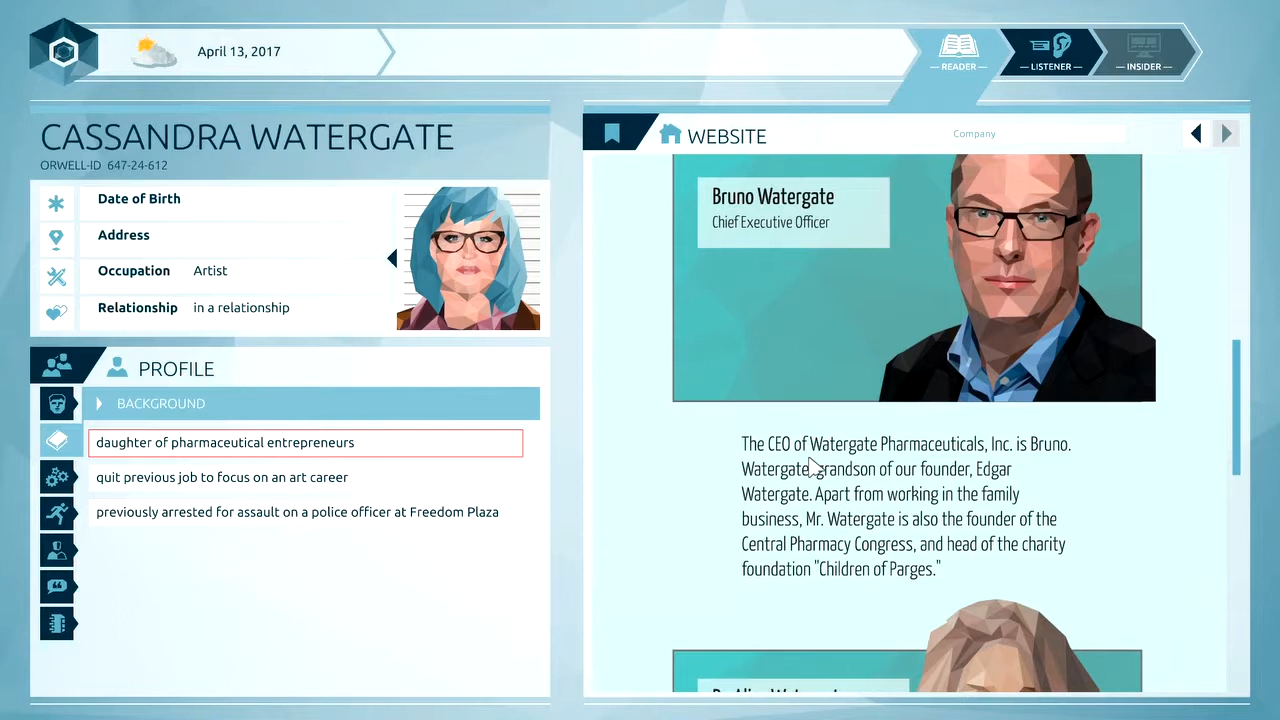 April 13, 2017
READER
LISTENER
INSIDER
CASSANDRA WATERGATE
ORWELL-ID 647-24-612
Date of Birth
Address
Occupation Artist
Relationship in a relationship
PROFILE
BACKGROUND
daughter of pharmaceutical entrepreneurs
quit previous job to focus on an art career
previously arrested for assault on a police officer at Freedom Plaza
WEBSITE
Company
Bruno Watergate
Chief Executive Officer
The CEO of Watergate Pharmaceuticals, Inc. is Bruno.
Watergate grandson of our founder, Edgar
Watergate. Apart from working in the family
business, Mr. Watergate is also the founder of the
Central Pharmacy Congress, and head of the charity
foundation "Children of Parges."